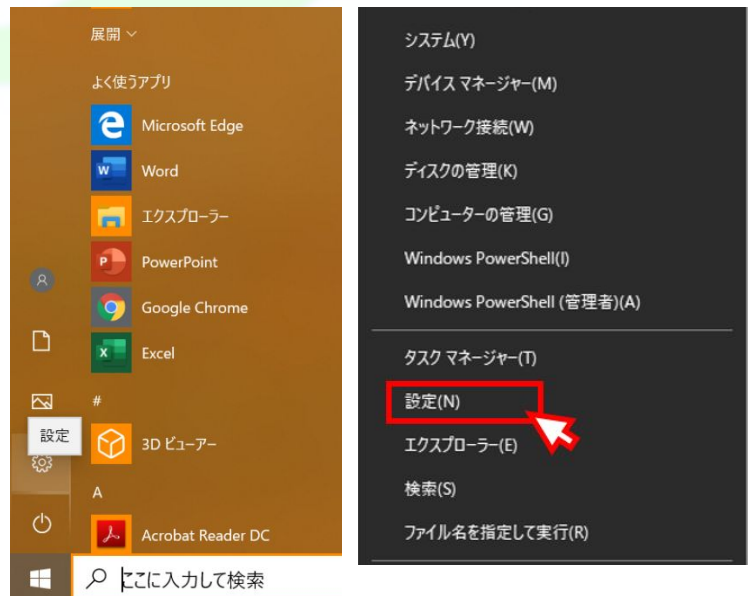 展開
よく使うアプリ
Microsoft Edge
Word
エクスプローラー
PowerPoint
Google Chrome
Excel
#
設定
3D ビューアー
A
Acrobat Reader DC
ここに入力して検索
システム(Y)
デバイス マネージャー(M)
ネットワーク接続(W)
ディスクの管理(K)
コンピューターの管理(G)
Windows PowerShell(I)
Windows PowerShell (管理者)(A)
タスク マネージャー(T)
設定(N)
エクスプローラー(E)
検索(S)
ファイル名を指定して実行(R)